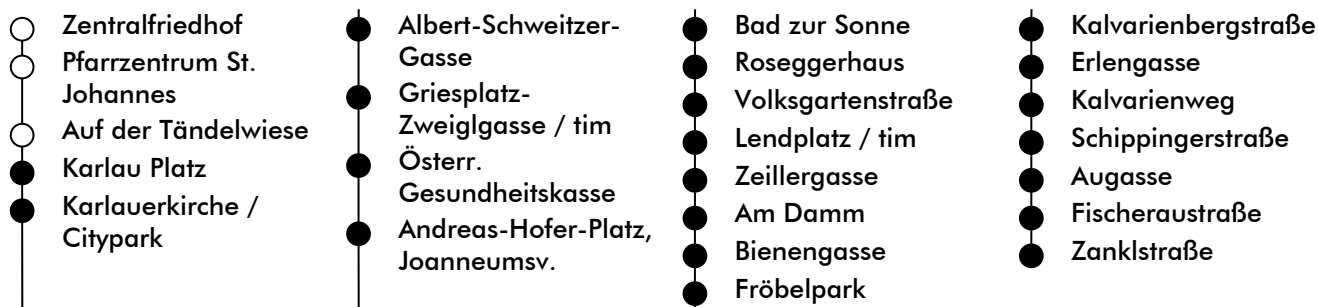 Zentralfriedhof
Pfarrzentrum St.
Johannes
Auf der Tändelwiese
Karlau Platz
Karlauerkirche /
Citypark
Albert-Schweitzer-
Gasse
Griesplatz-
Zweiglgasse / tim
Österr.
Gesundheitskasse
Andreas-Hofer-Platz,
Joanneumsv.
Bad zur Sonne
Roseggerhaus
Volksgartenstraße
Lendplatz / tim
Zeillergasse
Am Damm
Bienengasse
Fröbelpark
Kalvarienbergstraße
Erlengasse
Kalvarienweg
Schippingerstraße
Augasse
Fischeraustraße
Zanklstraße